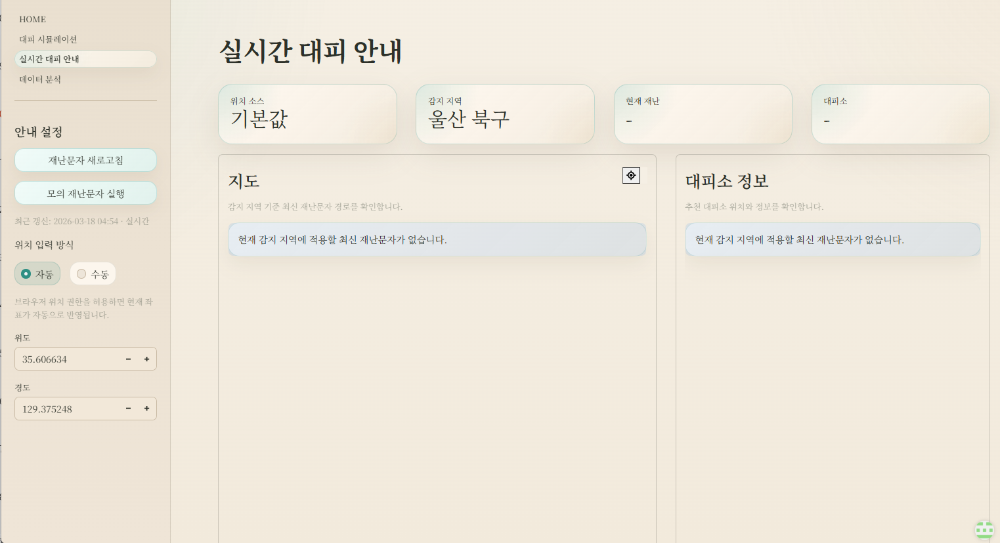 HOME
대피 시뮬레이션
실시간 대피 안내
데이터 분석
안내 설정
재난문자 새로고침
모의 재난문자 실행
최근 갱신: 2026-03-18 04:54 · 실시간
위치 입력 방식
자동
수동
브라우저 위치 권한을 허용하면 현재 좌
표가 자동으로 반영됩니다.
위도
35.606634
경도
129.375248
실시간 대피 안내
위치 소스
기본값
감지 지역
울산 북구
현재 재난
-
대피소
-
지도
감지 지역 기준 최신 재난문자 경로를 확인합니다.
현재 감지 지역에 적용할 최신 재난문자가 없습니다.
대피소 정보
추천 대피소 위치와 정보를 확인합니다.
현재 감지 지역에 적용할 최신 재난문자가 없습니다.